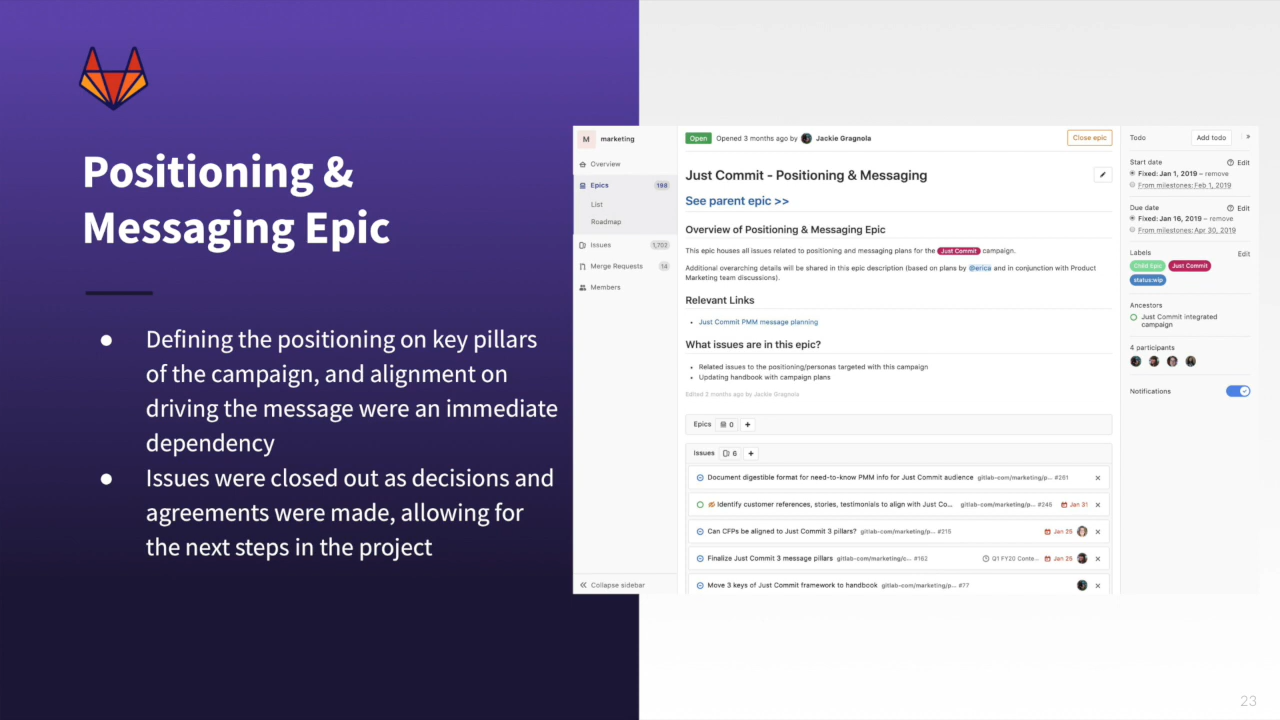 Positioning &
Messaging Epic
● Defining the positioning on key pillars
of the campaign, and alignment on
driving the message were an immediate
dependency
● Issues were closed out as decisions and
agreements were made, allowing for
the next steps in the project
M marketing
Overview
Epics 198
List
Roadmap
Issues 1,702
Merge Requests 14
Members
Collapse sidebar
Open Opened 3 months ago by Jackie Gragnola Close epic
Just Commit - Positioning & Messaging
See parent epic >>
Overview of Positioning & Messaging Epic
This epic houses all issues related to positioning and messaging plans for the Just Commit campaign.
Additional overarching details will be shared in this epic description (based on plans by @erica and in conjunction with Product
Marketing team discussions).
Relevant Links
• Just Commit PMM message planning
What issues are in this epic?
• Related issues to the positioning/personas targeted with this campaign
• Updating handbook with campaign plans
Edited 2 months ago by Jackie Gragnola
Epics 0 +
Issues 6 +
Document digestible format for need-to-know PMM info for Just Commit audience gitlab-com/marketing/p... #261 ×
Identify customer references, stories, testimonials to align with Just Co... gitlab-com/marketing/p... #246 Jan 31 ×
Can CFPs be aligned to Just Commit 3 pillars? gitlab-com/marketing/p... #215 Jan 25 ×
Finalize Just Commit 3 message pillars gitlab-com/marketing/c... #162 Q1 FY20 Conte... Jan 25 ×
Move 3 keys of Just Commit framework to handbook gitlab-com/marketing/p... #77 ×
Todo Add todo »
Start date Edit
Fixed: Jan 1, 2019 – remove
From milestones: Feb 1, 2019
Due date Edit
Fixed: Jan 16, 2019 – remove
From milestones: Apr 30, 2019
Labels Edit
Child Epic Just Commit
status:wip
Ancestors
Just Commit integrated
campaign
4 participants
Notifications
23